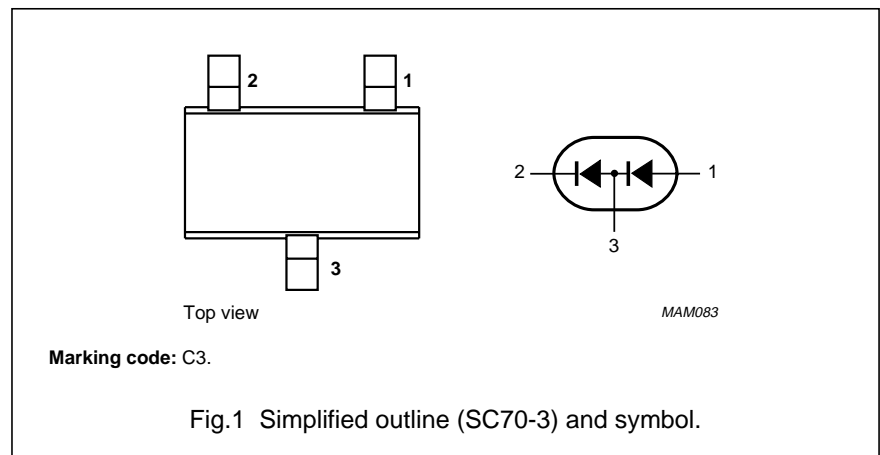 2
1
3
Top view
2
1
3
MAM083
Marking code: C3.
Fig.1 Simplified outline (SC70-3) and symbol.